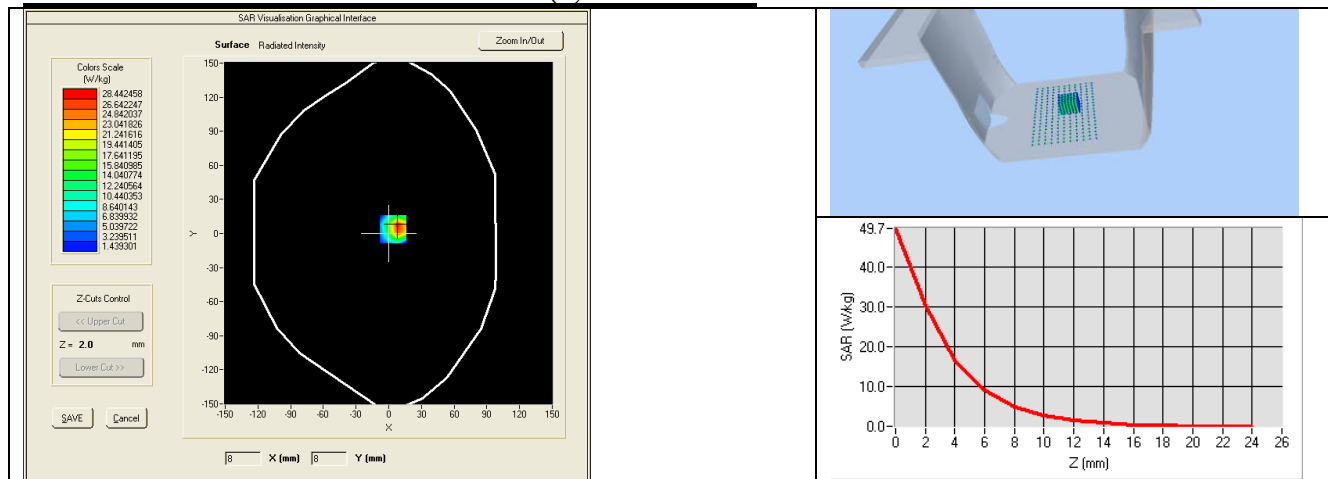 SAR Visualisation Graphical Interface
Surface Radiated Intensity
Zoom In/Out
Colors Scale
(W/kg)
28.442458
26.642247
24.842037
23.041826
21.241616
19.441405
17.641195
15.840985
14.040774
12.240564
10.440353
8.640143
6.839932
5.039722
3.239511
1.439301
Z-Cuts Control
<< Upper Cut
Z = 2.0 mm
Lower Cut >>
SAVE Cancel
150-
120-
90-
60-
30-
Y 0-
-30-
-60-
-90-
-120-
-150-
-150 -120 -90 -60 -30 0 30 60 90 120 150
X
8 X (mm) 8 Y (mm)
49.7-
40.0-
30.0-
20.0-
10.0-
0.0-
SAR (W/kg)
0 2 4 6 8 10 12 14 16 18 20 22 24 26
Z (mm)